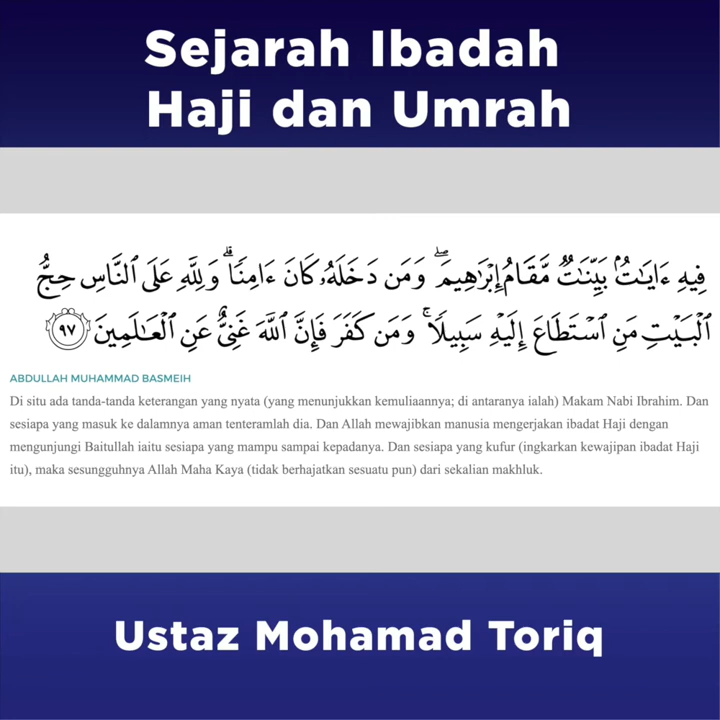 Sejarah Ibadah
Haji dan Umrah
فِيهِ ءَايَـٰتُۢ بَيِّنَـٰتٌ مَّقَامُ إِبْرَٰهِيمَ ۖ وَمَن دَخَلَهُۥ كَانَ ءَامِنًا ۗ وَلِلَّهِ عَلَى ٱلنَّاسِ حِجُّ
ٱلْبَيْتِ مَنِ ٱسْتَطَاعَ إِلَيْهِ سَبِيلًا ۚ وَمَن كَفَرَ فَإِنَّ ٱللَّهَ غَنِىٌّ عَنِ ٱلْعَـٰلَمِينَ ٩٧
ABDULLAH MUHAMMAD BASMEIH
Di situ ada tanda-tanda keterangan yang nyata (yang menunjukkan kemuliaannya; di antaranya ialah) Makam Nabi Ibrahim. Dan
sesiapa yang masuk ke dalamnya aman tenteramlah dia. Dan Allah mewajibkan manusia mengerjakan ibadat Haji dengan
mengunjungi Baitullah iaitu sesiapa yang mampu sampai kepadanya. Dan sesiapa yang kufur (ingkarkan kewajipan ibadat Haji
itu), maka sesungguhnya Allah Maha Kaya (tidak berhajatkan sesuatu pun) dari sekalian makhluk.
Ustaz Mohamad Toriq